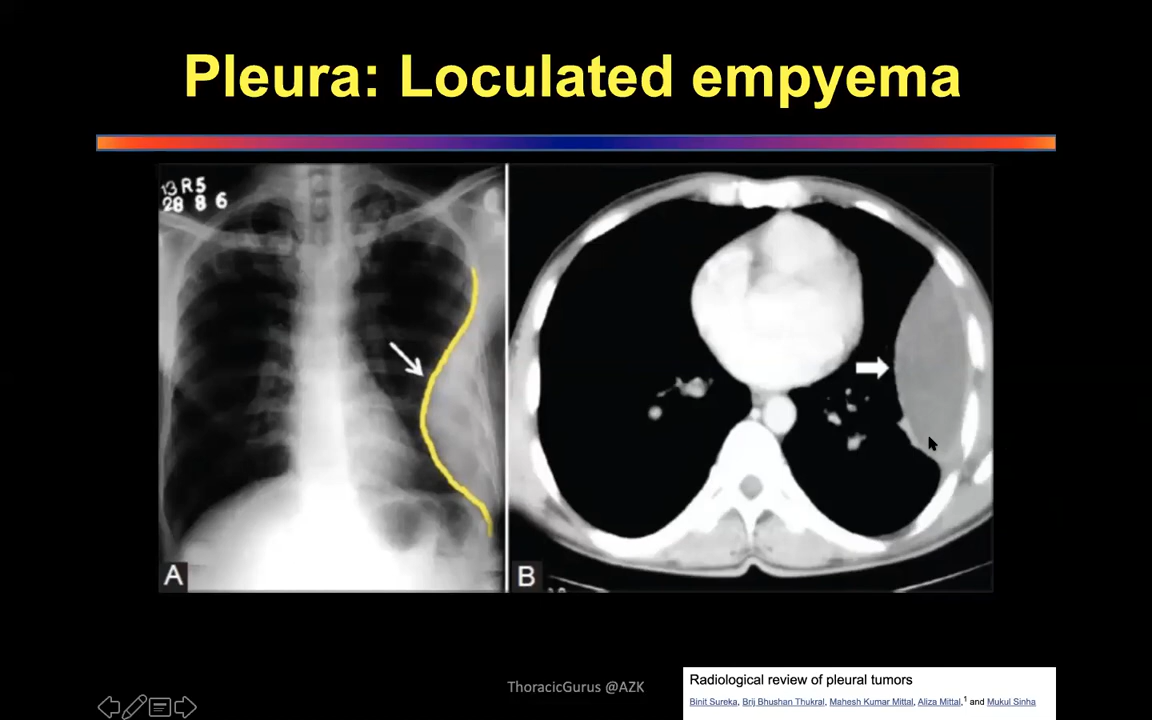 Pleura: Loculated empyema
13 R5
28 8 6
A
B
ThoracicGurus @AZK
Radiological review of pleural tumors
Binit Sureka, Brij Bhushan Thukral, Mahesh Kumar Mittal, Aliza Mittal,1 and Mukul Sinha